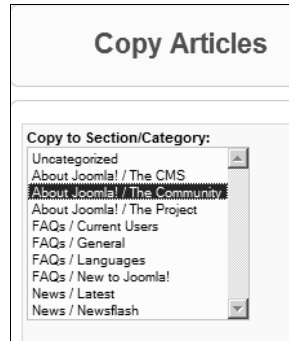 Copy Articles
Copy to Section/Category:
Uncategorized
About Joomla! / The CMS
About Joomla! / The Community
About Joomla! / The Project
FAQs / Current Users
FAQs / General
FAQs / Languages
FAQs / New to Joomla!
News / Latest
News / Newsflash